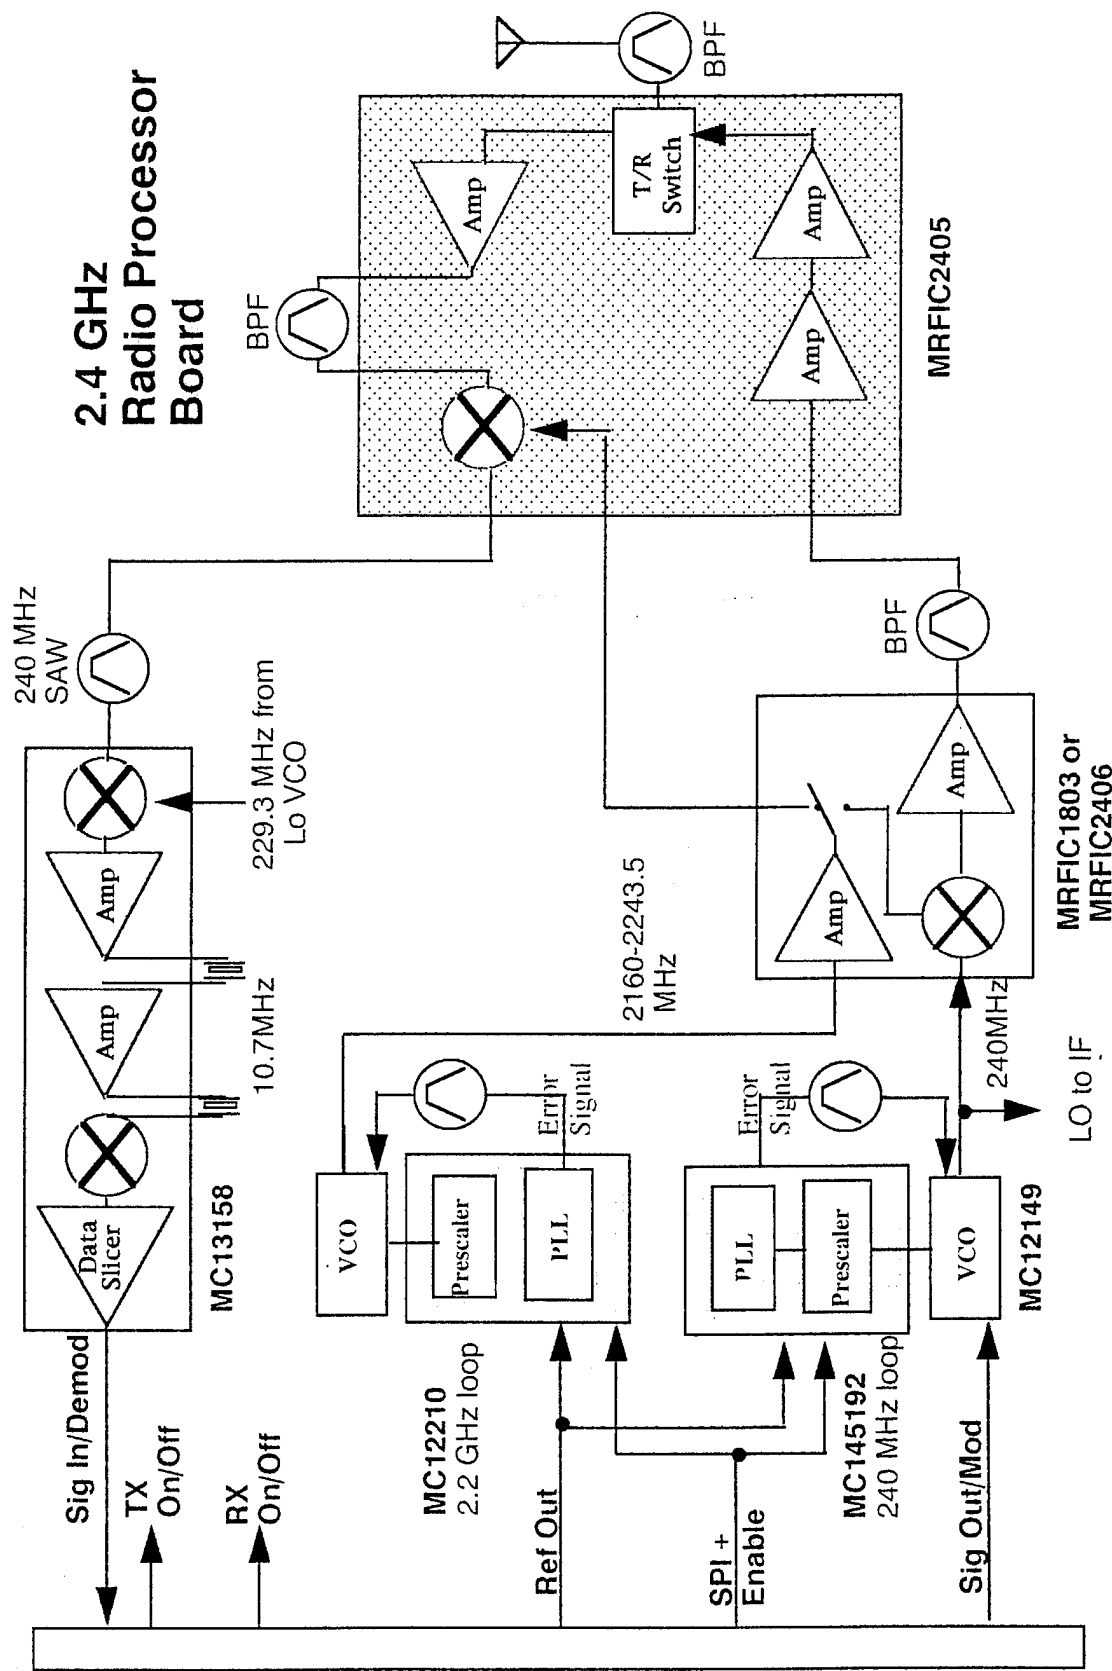 2.4 GHz
Radio Processor
Board
BPF
BPF
Amp
T/R
Switch
Amp
Amp
MRFIC2405
240 MHz
SAW
229.3 MHz from
Lo VCO
Amp
Amp
10.7MHz
Data
Slicer
MC13158
Sig In/Demod
TX
On/Off
RX
On/Off
BPF
Amp
Amp
MRFIC1803 or
MRFIC2406
2160-2243.5
MHz
240MHz
LO to IF
Error
Signal
VCO
Prescaler
PLL
MC12210
2.2 GHz loop
Error
Signal
PLL
Prescaler
VCO
MC12149
MC145192
240 MHz loop
Ref Out
SPI +
Enable
Sig Out/Mod